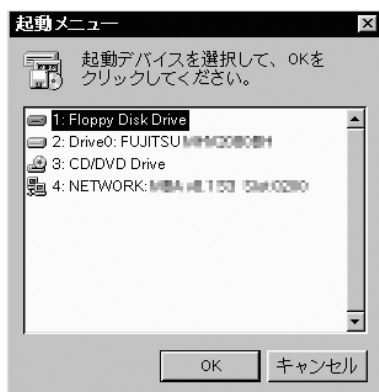 起動メニュー
起動デバイスを選択して、OKを
クリックしてください。
1: Floppy Disk Drive
2: Drive0: FUJITSU
3: CD/DVD Drive
4: NETWORK:
OK
キャンセル